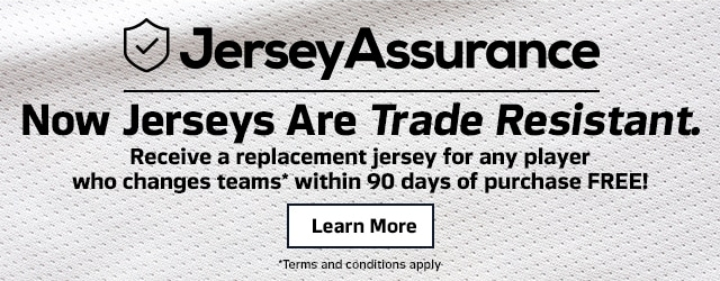 JerseyAssurance
Now Jerseys Are Trade Resistant.
Receive a replacement jersey for any player
who changes teams* within 90 days of purchase FREE!
Learn More
*Terms and conditions apply